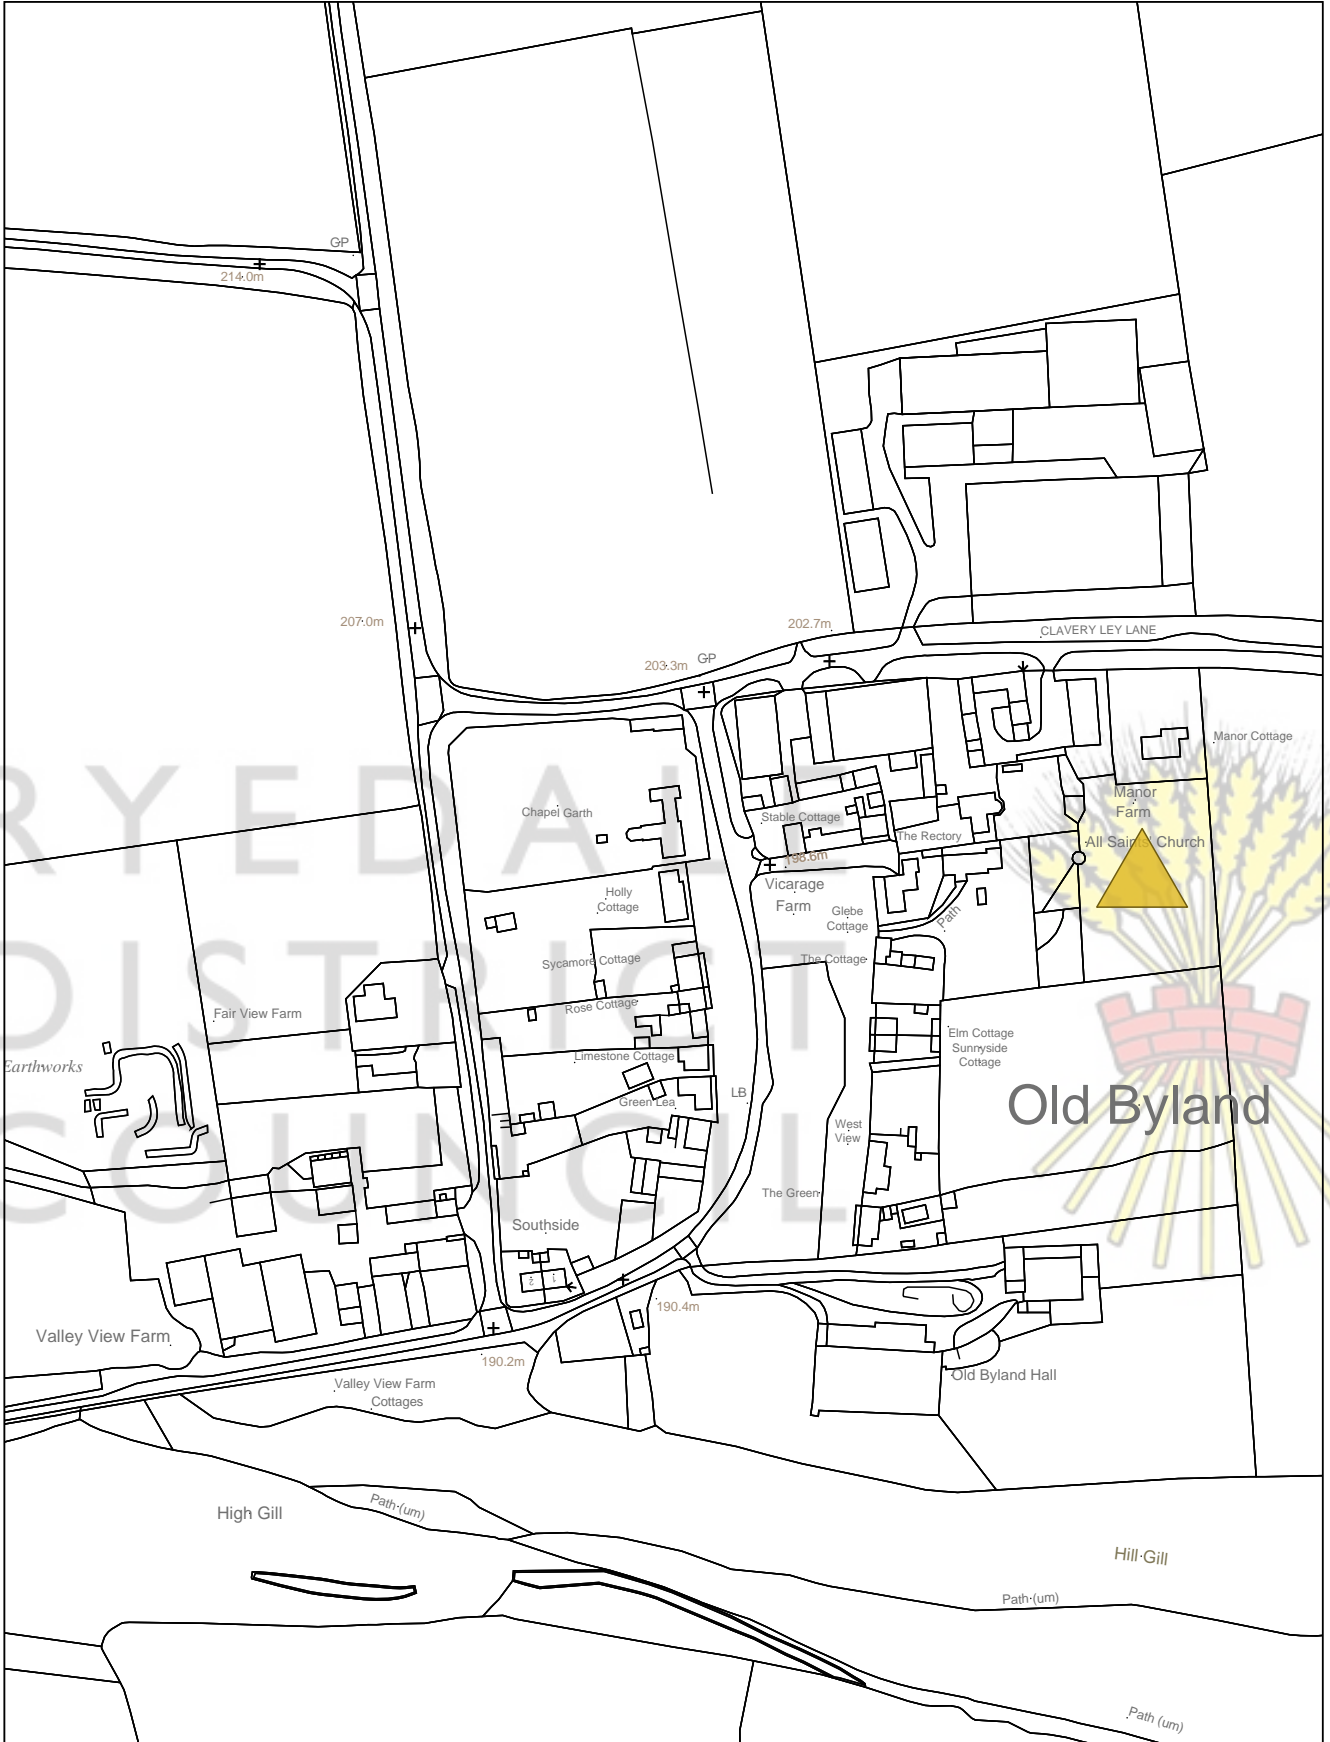 GP
214.0m
207.0m
202.7m
203.3m
GP
CLAVERY LEY LANE
Manor Cottage
Manor
Farm
All Saints' Church
Chapel Garth
Stable Cottage
The Rectory
198.6m
Vicarage
Farm
Holly
Cottage
Glebe
Cottage
Path
Sycamore Cottage
The Cottage
Rose Cottage
Fair View Farm
Earthworks
Elm Cottage
Sunnyside
Cottage
Limestone Cottage
Green Lea
LB
Old Byland
West
View
The Green
Southside
1
2
190.4m
190.2m
Valley View Farm
Valley View Farm
Cottages
Old Byland Hall
High Gill
Path (um)
Hill Gill
Path (um)
Path (um)
RYEDALE
DISTRICT
COUNCIL